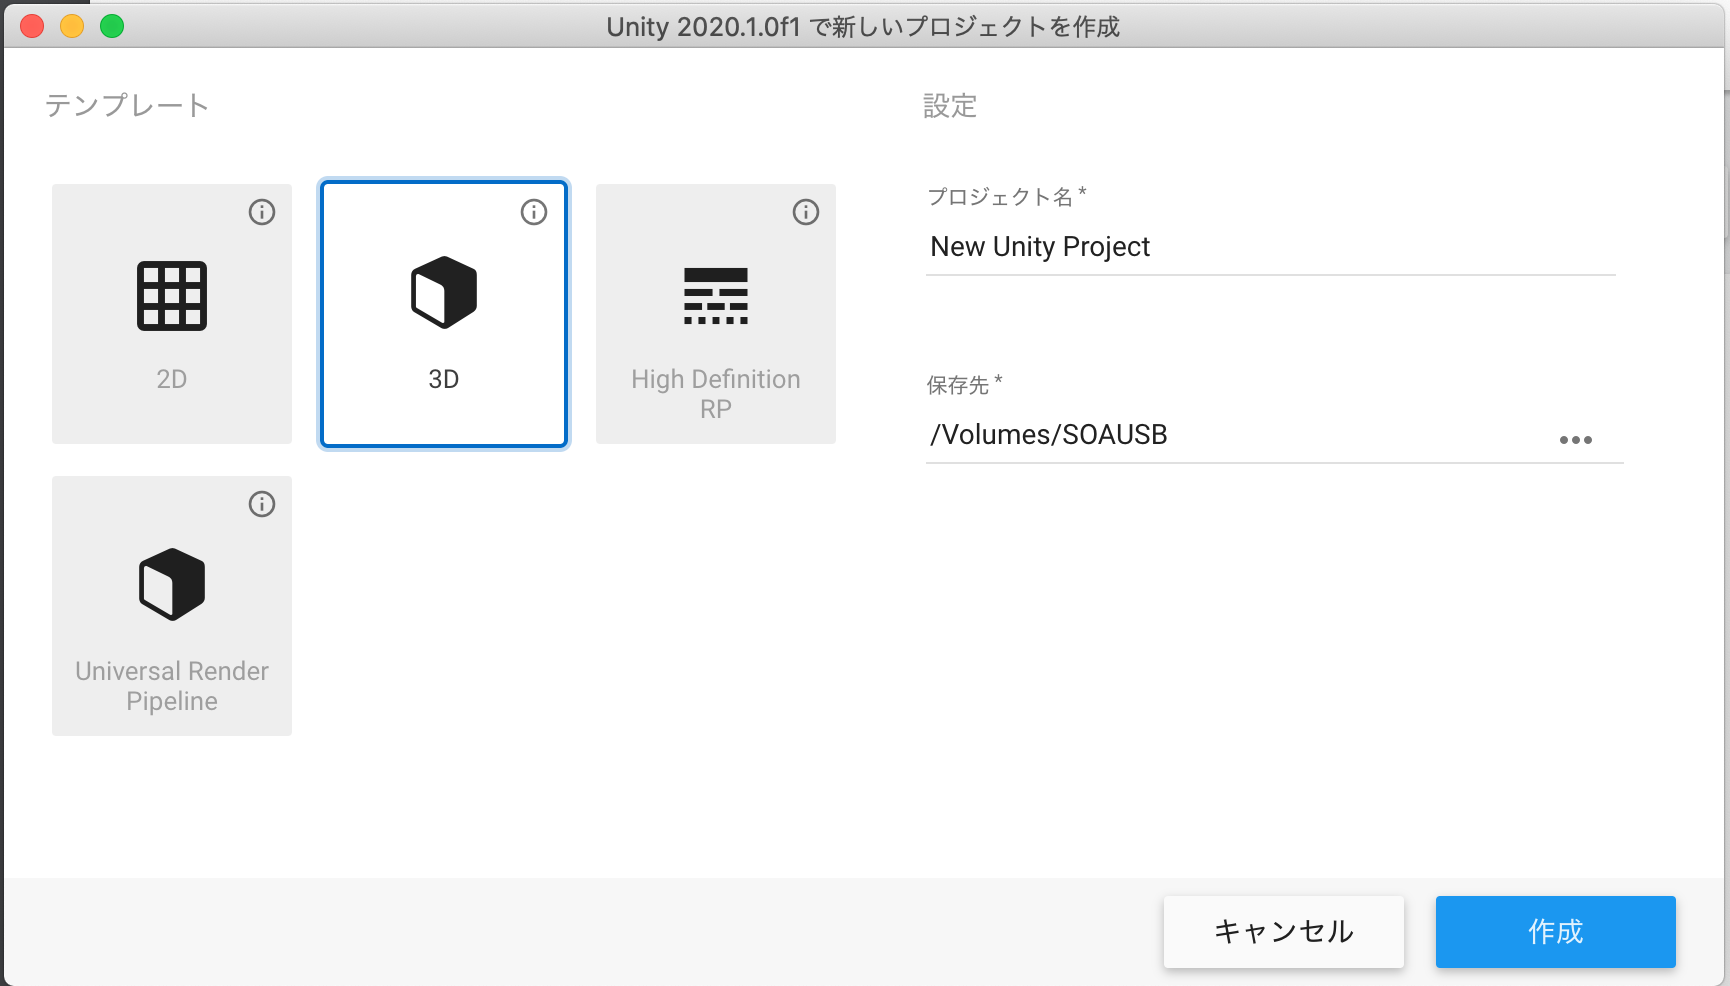 Unity 2020.1.0f1 で新しいプロジェクトを作成
テンプレート
2D
3D
High Definition
RP
Universal Render
Pipeline
設定
プロジェクト名 *
New Unity Project
保存先 *
/Volumes/SOAUSB
キャンセル
作成